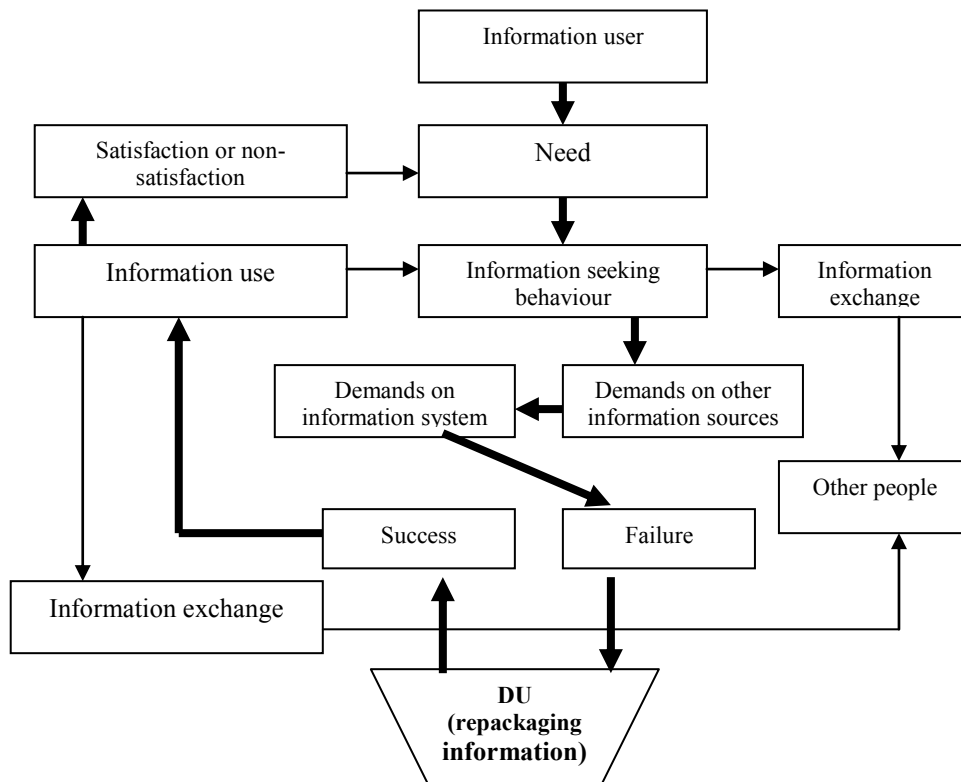 Information user
Satisfaction or non-
satisfaction
Need
Information use
Information seeking
behaviour
Information
exchange
Demands on
information system
Demands on other
information sources
Other people
Success
Failure
Information exchange
DU
(repackaging
information)